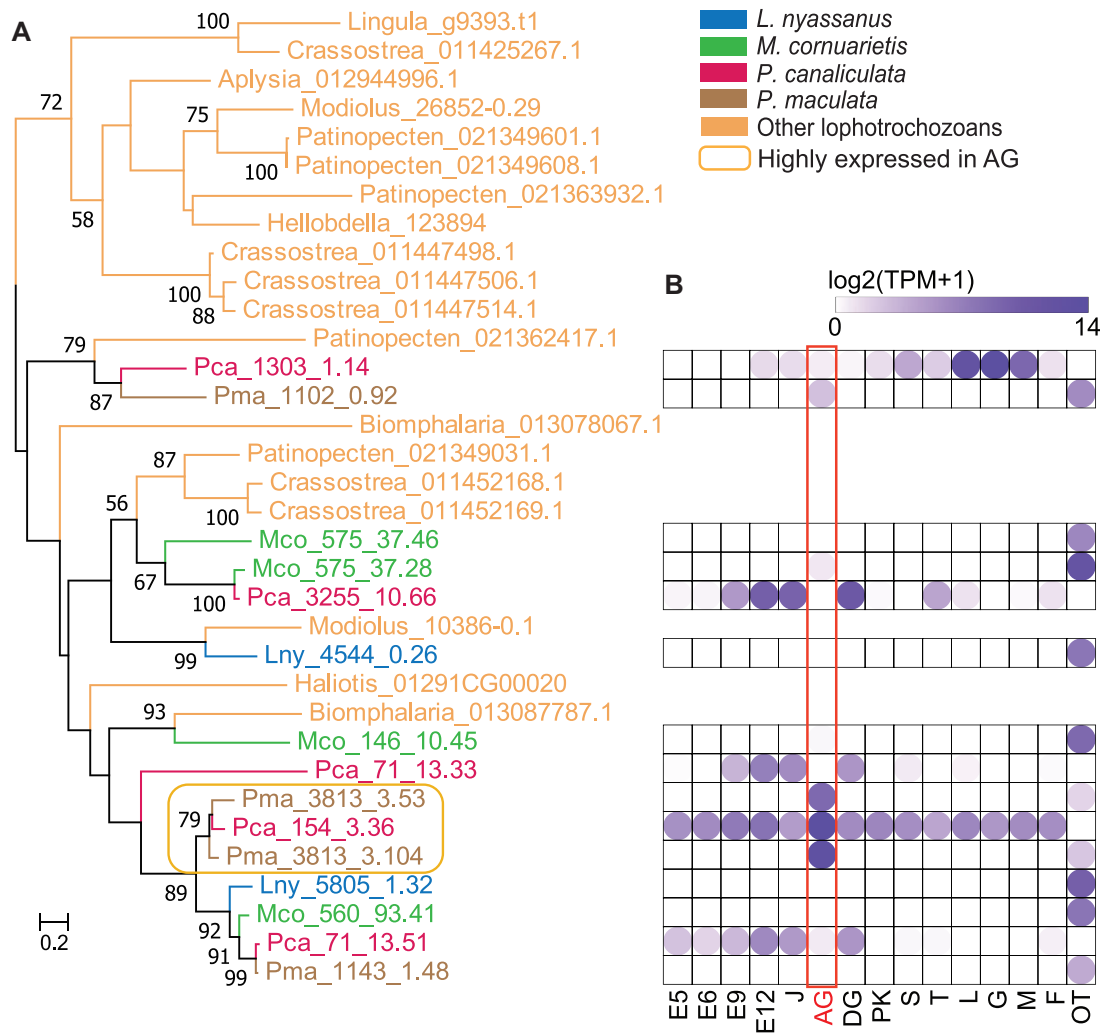 A
100
Lingula_g9393.t1
Crassostrea_011425267.1
72
Aplysia_012944996.1
75
Modiolus_26852-0.29
Patinopecten_021349601.1
100
Patinopecten_021349608.1
Patinopecten_021363932.1
58
Hellobdella_123894
Crassostrea_011447498.1
100
Crassostrea_011447506.1
88
Crassostrea_011447514.1
79
Patinopecten_021362417.1
Pca_1303_1.14
87
Pma_1102_0.92
Biomphalaria_013078067.1
87
Patinopecten_021349031.1
Crassostrea_011452168.1
56
100
Crassostrea_011452169.1
Mco_575_37.46
67
Mco_575_37.28
100
Pca_3255_10.66
Modiolus_10386-0.1
99
Lny_4544_0.26
Haliotis_01291CG00020
93
Biomphalaria_013087787.1
Mco_146_10.45
Pca_71_13.33
Pma_3813_3.53
79
Pca_154_3.36
Pma_3813_3.104
89
Lny_5805_1.32
92
Mco_560_93.41
91
Pca_71_13.51
99
Pma_1143_1.48
0.2
L. nyassanus
M. cornuarietis
P. canaliculata
P. maculata
Other lophotrochozoans
Highly expressed in AG
B
log2(TPM+1)
0 14
E5 E6 E9 E12 J AG DG PK S T L G M F OT